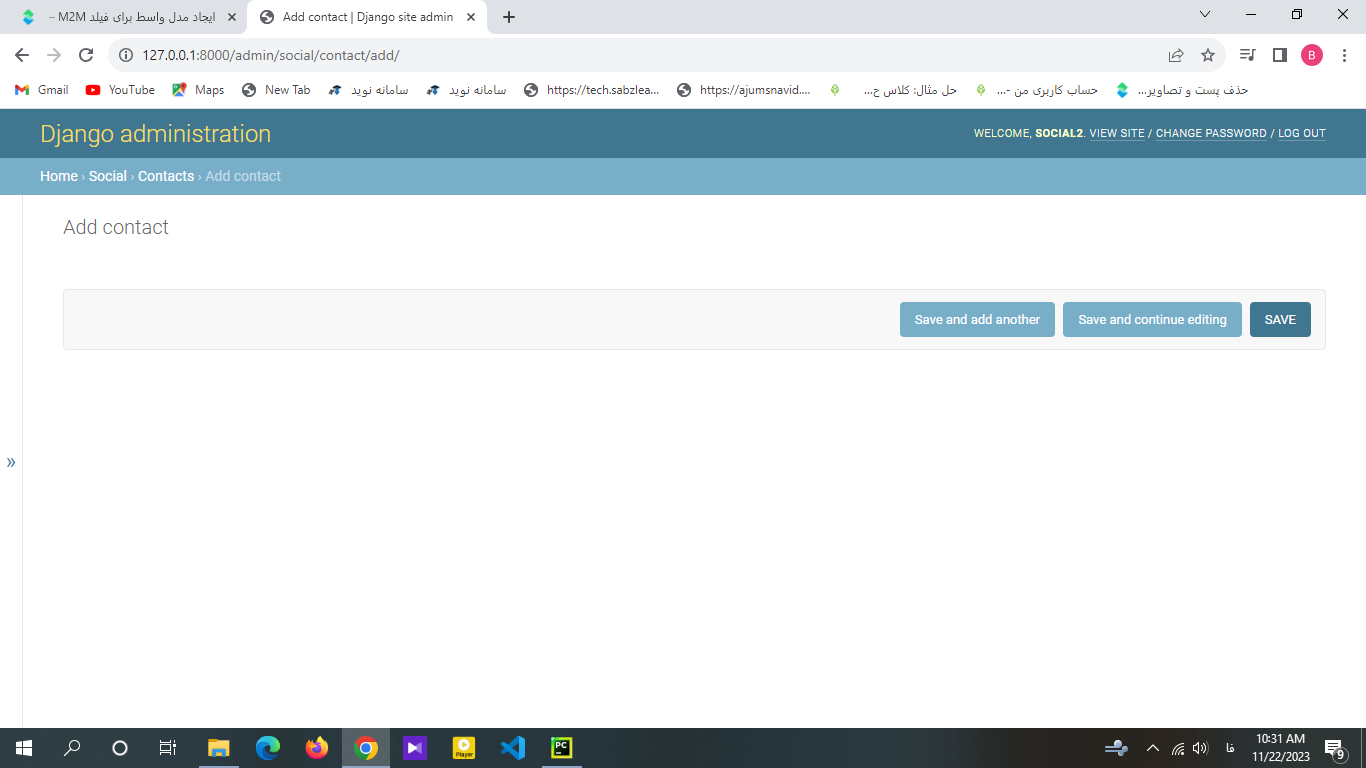 ایجاد مدل واسط برای فیلد M2M –
Add contact | Django site admin
127.0.0.1:8000/admin/social/contact/add/
B
Gmail
YouTube
Maps
New Tab
سامانه نوید
سامانه نوید
https://tech.sabzlea...
https://ajumsnavid....
حل مثال: کلاس ح...
حساب کاربری من -...
حذف پست و تصاویر...
Django administration
WELCOME, SOCIAL2. VIEW SITE / CHANGE PASSWORD / LOG OUT
Home › Social › Contacts › Add contact
Add contact
Save and add another
Save and continue editing
SAVE
»
Player
PC
فا
10:31 AM
11/22/2023
9